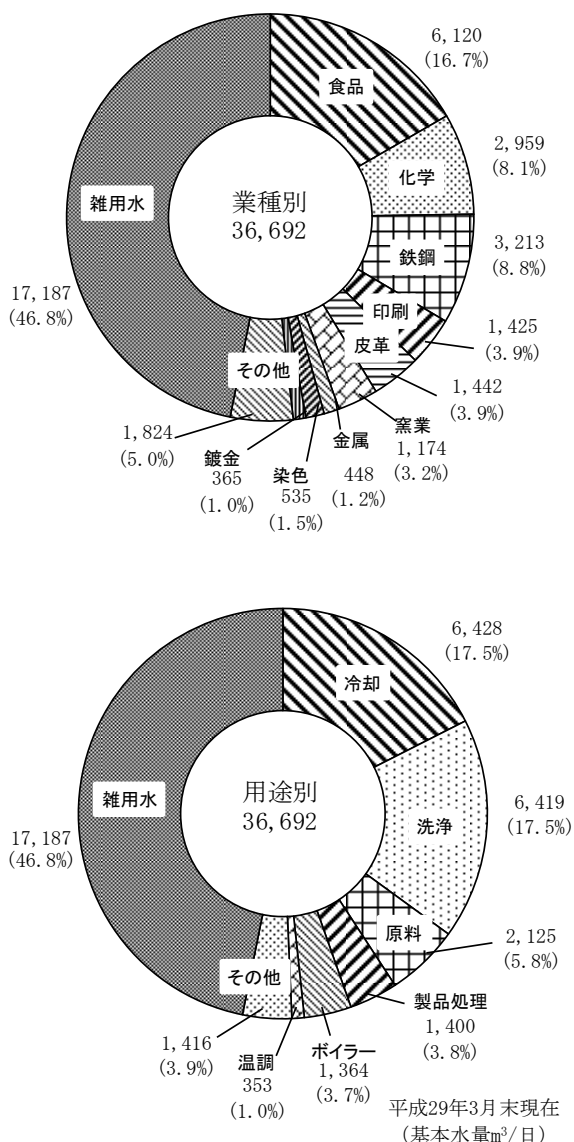 6,120
(16.7%)
食品
2,959
(8.1%)
化学
雑用水
業種別
36,692
鉄鋼
3,213
(8.8%)
17,187
(46.8%)
印刷
1,425
(3.9%)
皮革
1,442
(3.9%)
その他
金属
窯業
1,174
(3.2%)
1,824
(5.0%)
鍍金
365
(1.0%)
染色
535
(1.5%)
448
(1.2%)
6,428
(17.5%)
冷却
雑用水
用途別
36,692
洗浄
6,419
(17.5%)
17,187
(46.8%)
原料
2,125
(5.8%)
その他
製品処理
1,400
(3.8%)
1,416
(3.9%)
温調
353
(1.0%)
ボイラー
1,364
(3.7%)
平成29年3月末現在
(基本水量m³/日)